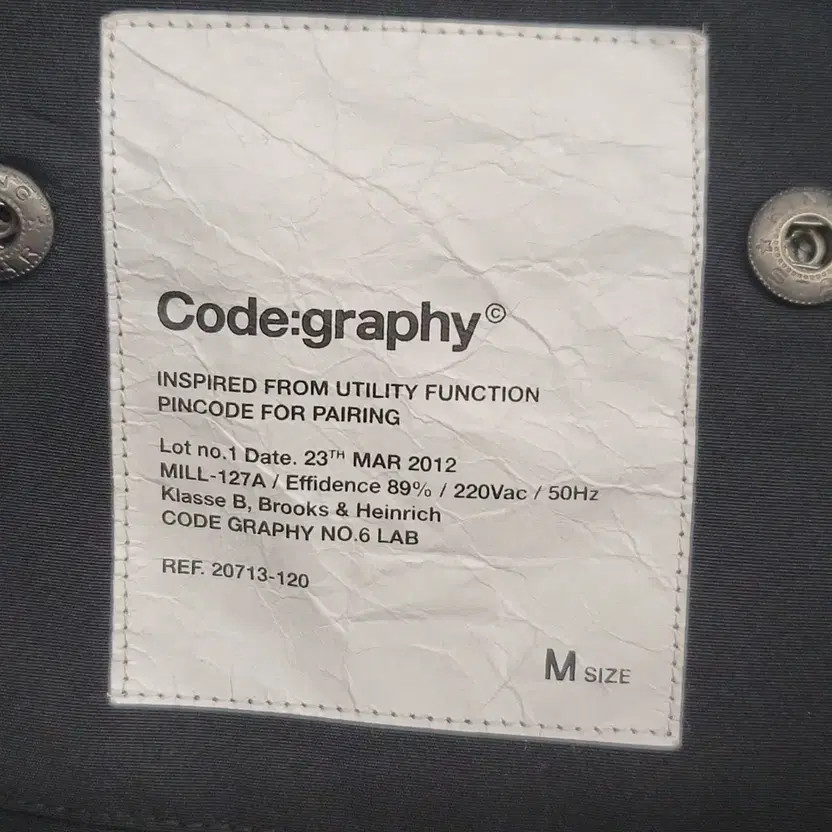 Code:graphy©
INSPIRED FROM UTILITY FUNCTION
PINCODE FOR PAIRING
Lot no.1 Date. 23TH MAR 2012
MILL-127A / Effidence 89% / 220Vac / 50Hz
Klasse B, Brooks & Heinrich
CODE GRAPHY NO.6 LAB
REF. 20713-120
M SIZE